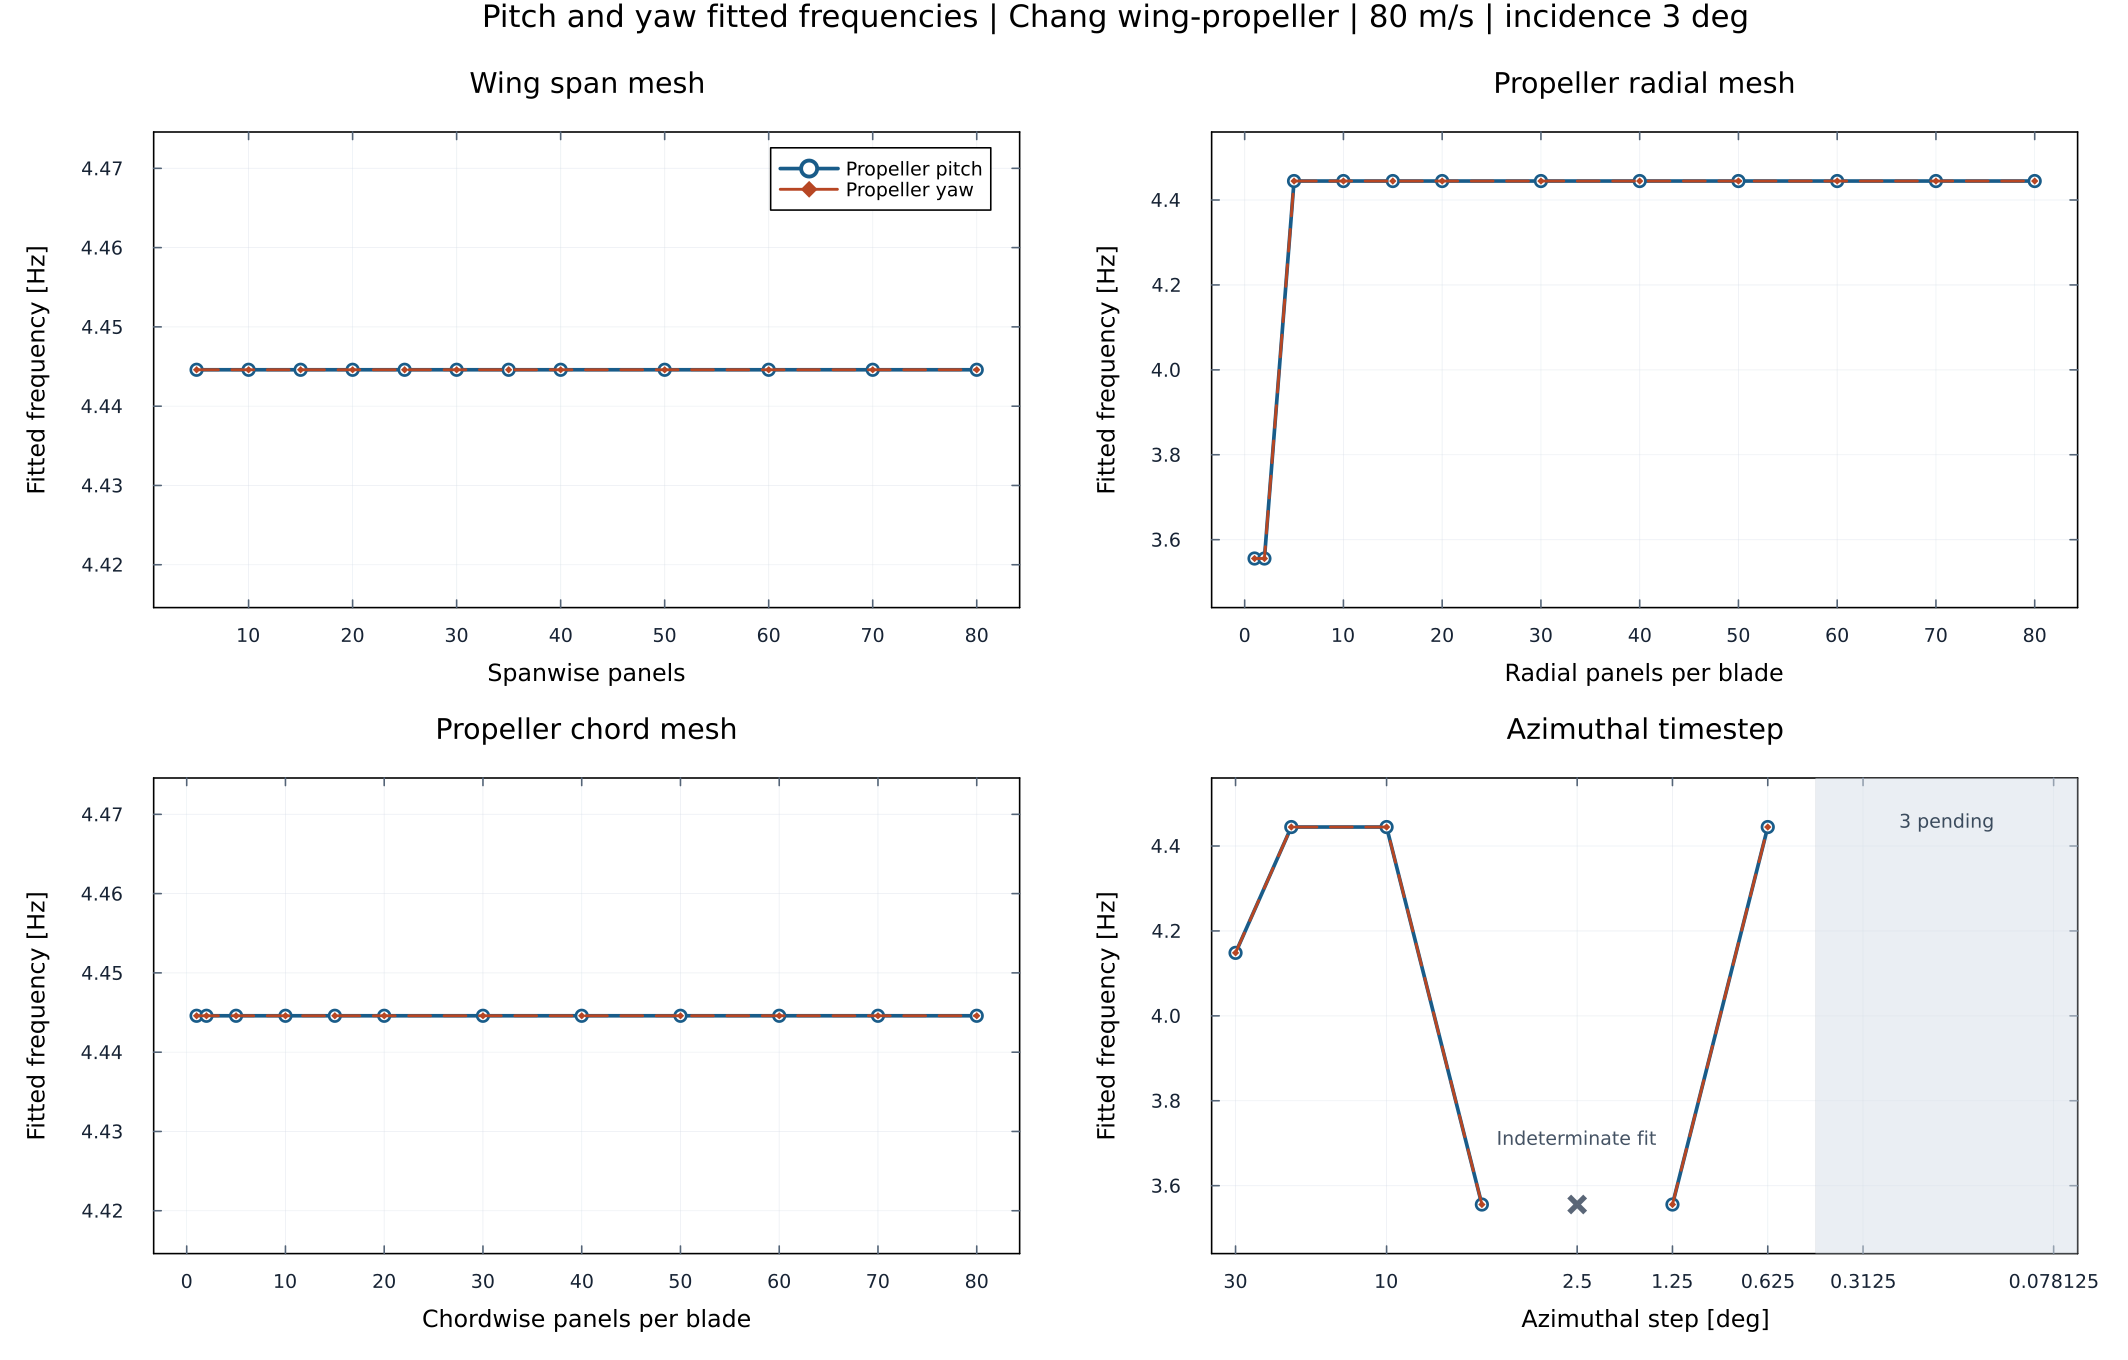 Pitch and yaw fitted frequencies | Chang wing-propeller | 80 m/s | incidence 3 deg
Wing span mesh
Fitted frequency [Hz]
4.47
4.46
4.45
4.44
4.43
4.42
Propeller pitch
Propeller yaw
10 20 30 40 50 60 70 80
Spanwise panels
Propeller radial mesh
Fitted frequency [Hz]
4.4
4.2
4.0
3.8
3.6
0 10 20 30 40 50 60 70 80
Radial panels per blade
Propeller chord mesh
Fitted frequency [Hz]
4.47
4.46
4.45
4.44
4.43
4.42
0 10 20 30 40 50 60 70 80
Chordwise panels per blade
Azimuthal timestep
Fitted frequency [Hz]
4.4
4.2
4.0
3.8
3.6
3 pending
Indeterminate fit
30 10 2.5 1.25 0.625 0.3125 0.078125
Azimuthal step [deg]